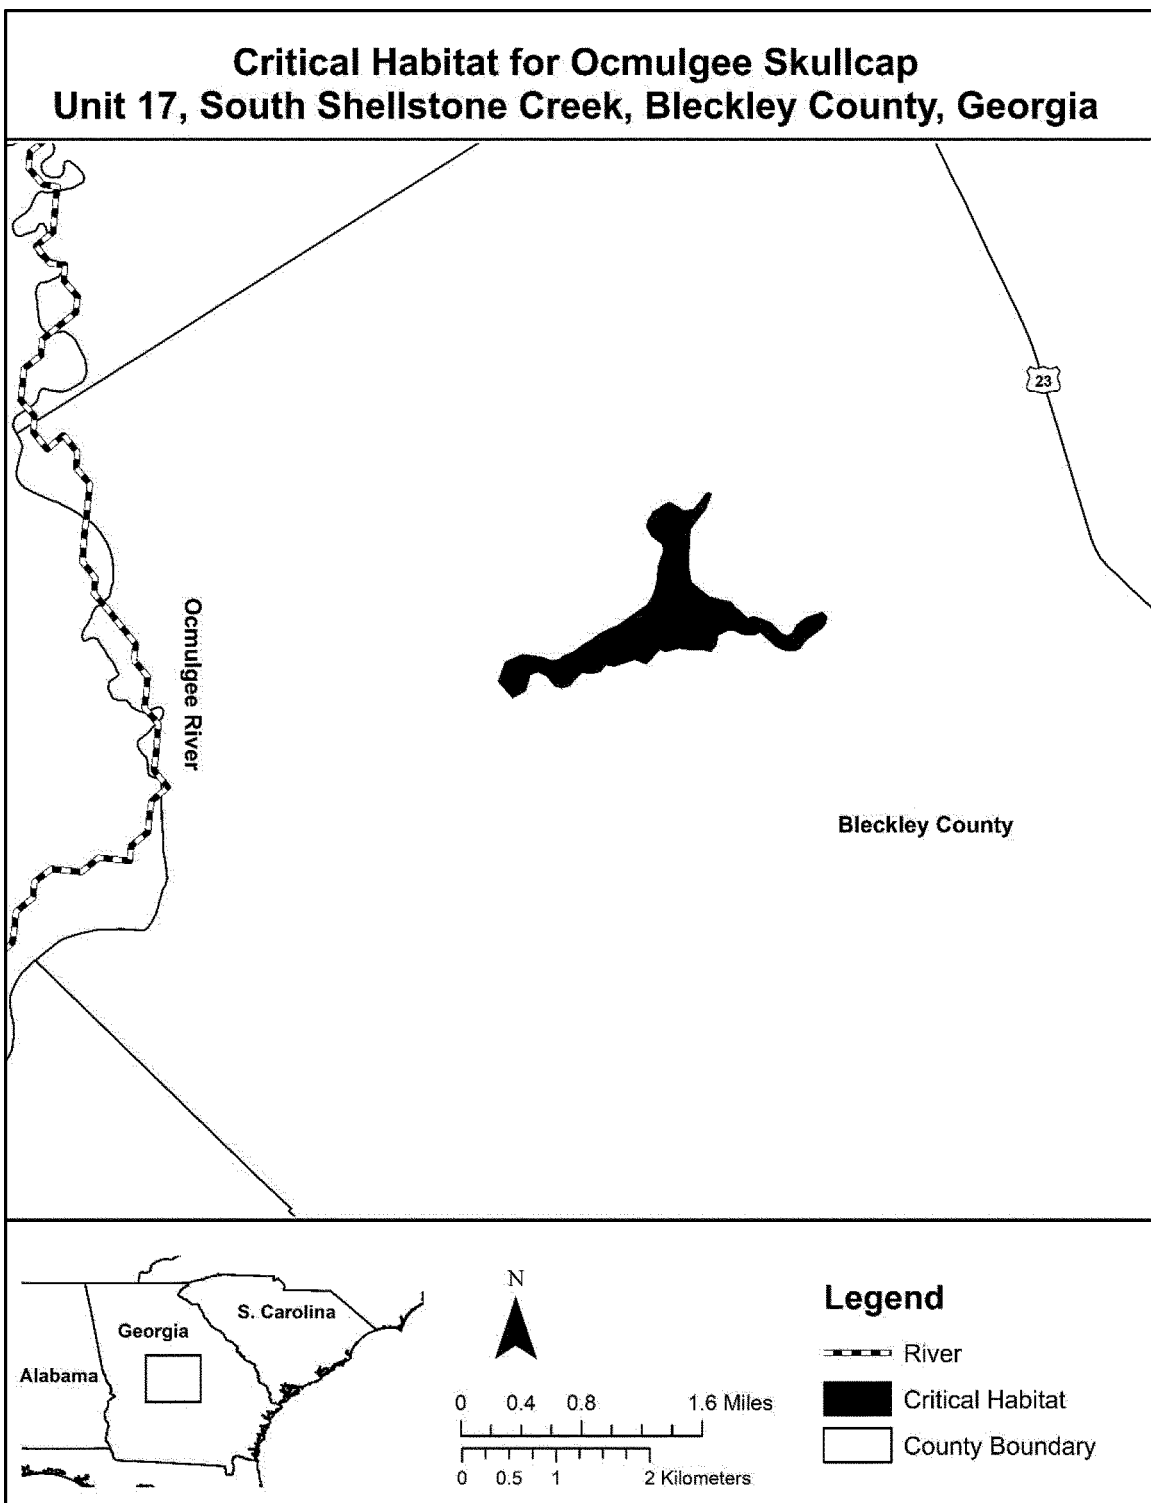 Critical Habitat for Ocmulgee Skullcap
Unit 17, South Shellstone Creek, Bleckley County, Georgia
23
Ocmulgee River
Bleckley County
S. Carolina
Georgia
Alabama
N
0 0.4 0.8 1.6 Miles
0 0.5 1 2 Kilometers
Legend
River
Critical Habitat
County Boundary